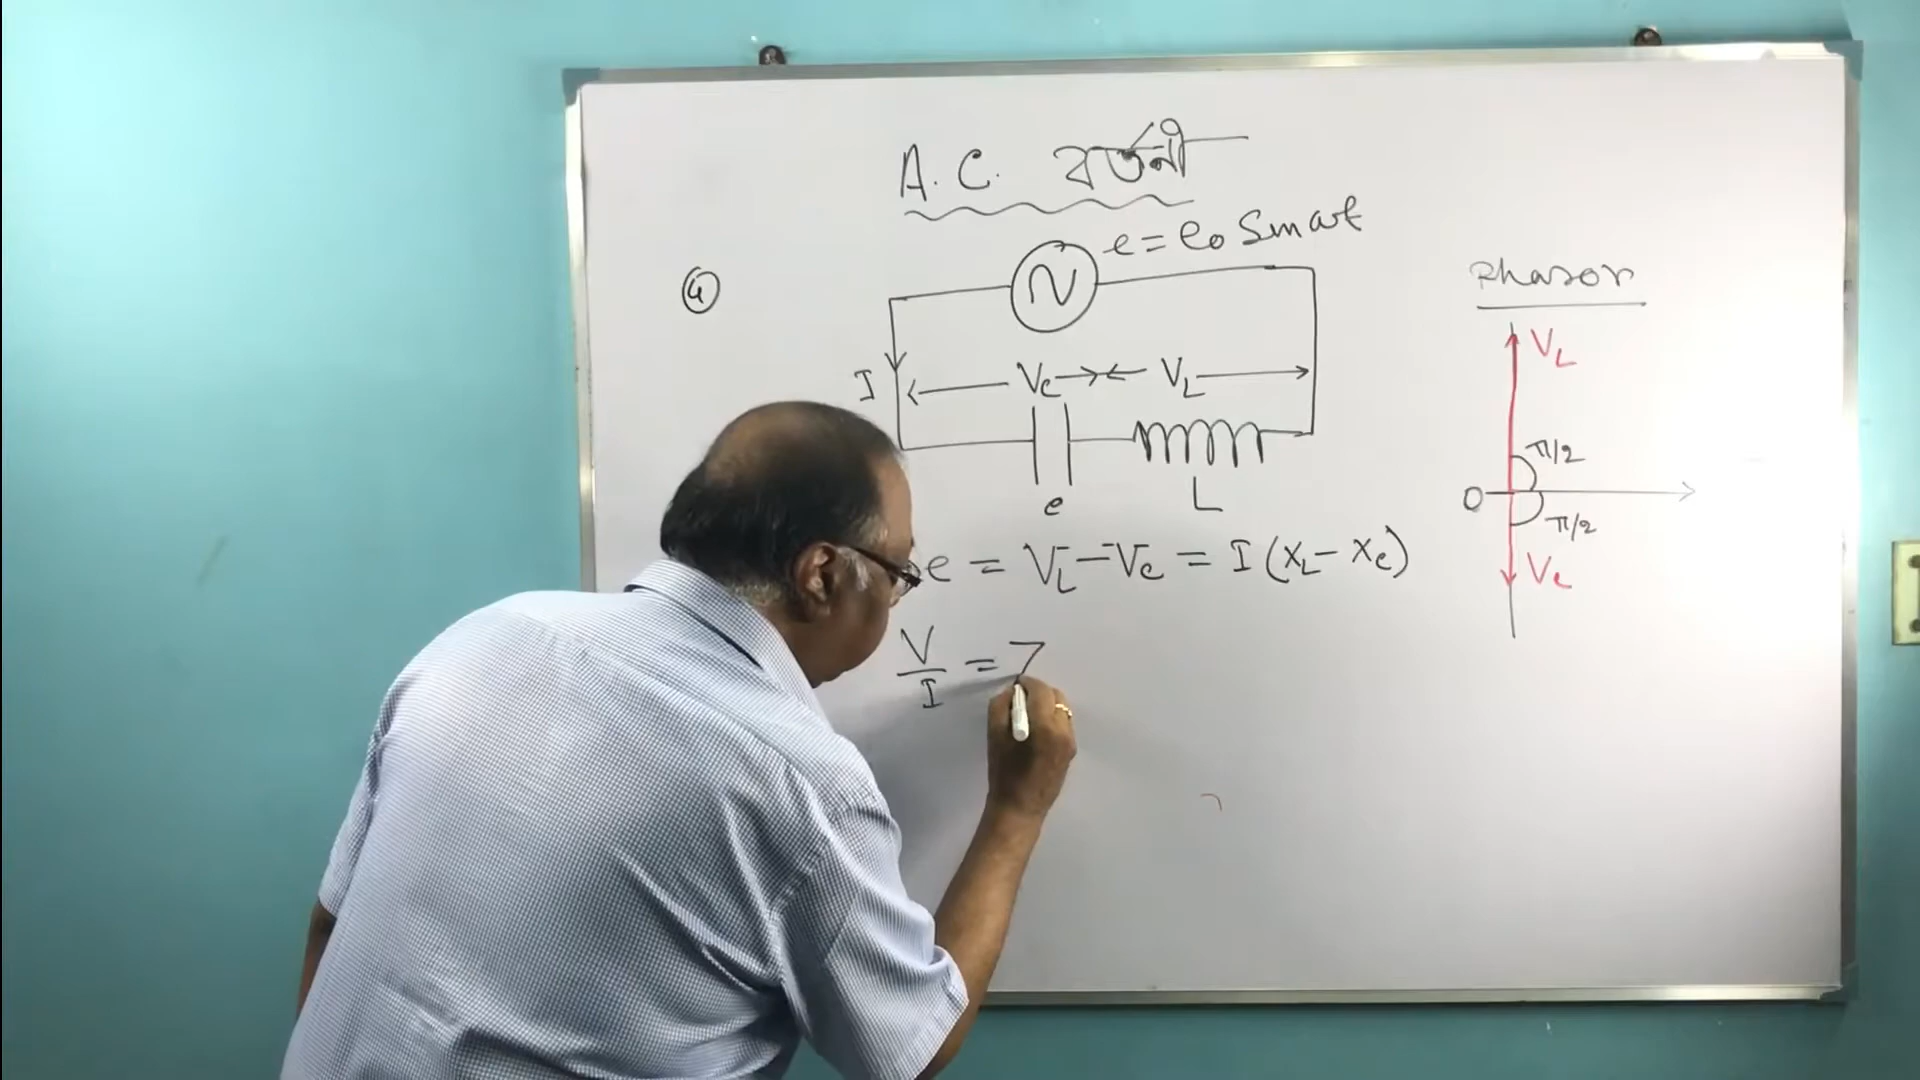 A.C. বর্তনী
e = e₀ Sinωt
④
I
V_C V_L
C L
e = V_L - V_C = I (X_L - X_C)
V/I = Z
Phasor
V_L
π/2
O
π/2
V_C